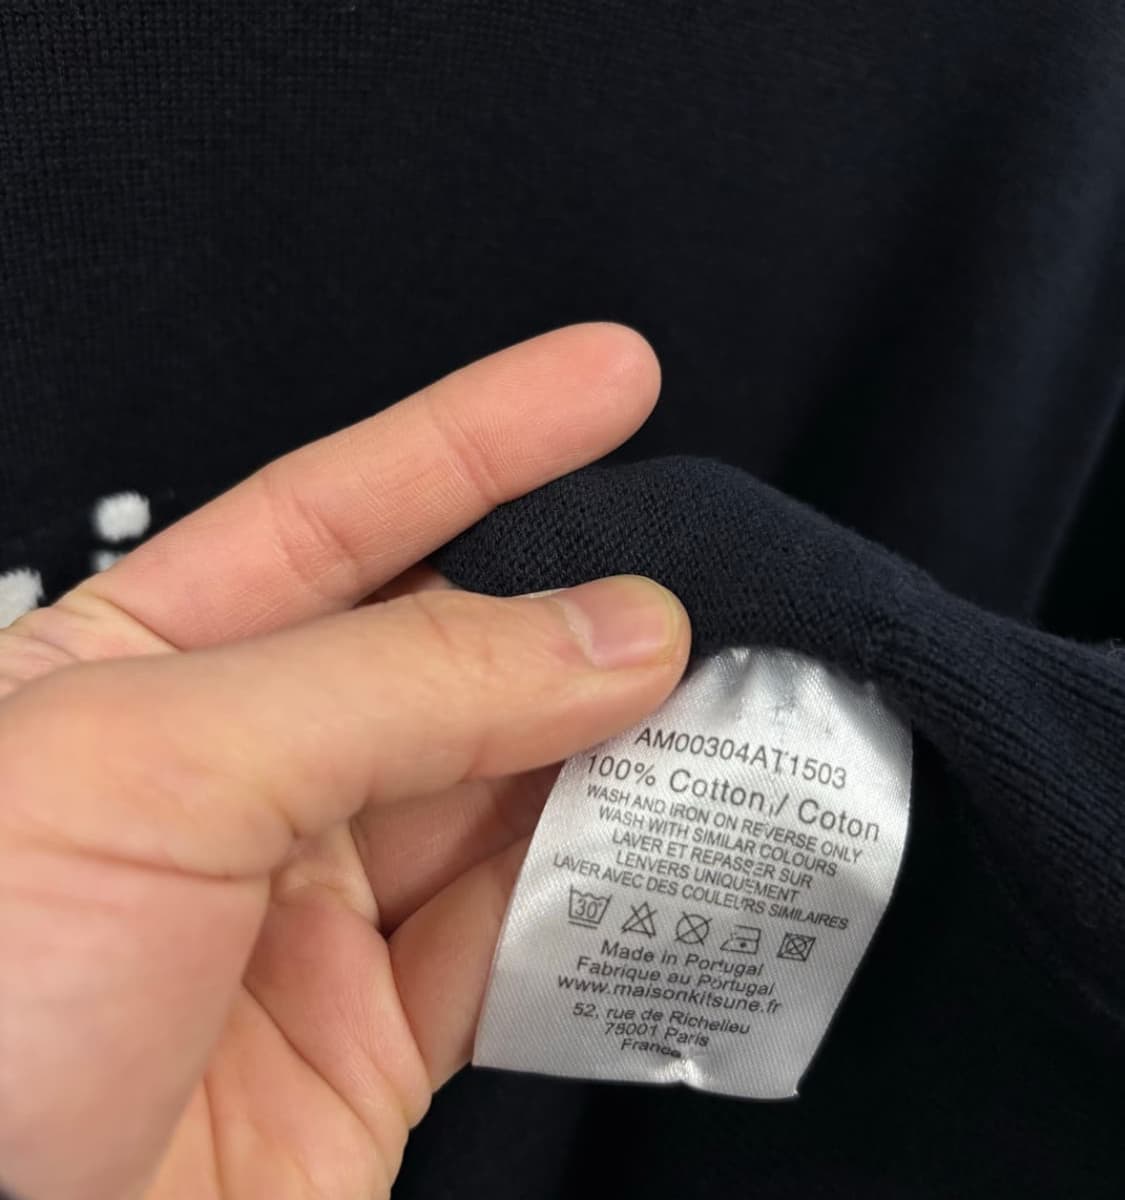 AM00304AT1503
100% Cotton / Coton
WASH AND IRON ON REVERSE ONLY
WASH WITH SIMILAR COLOURS
LAVER ET REPASSER SUR
LENVERS UNIQUEMENT
LAVER AVEC DES COULEURS SIMILAIRES
30
Made in Portugal
Fabrique au Portugal
www.maisonkitsune.fr
52, rue de Richelieu
75001 Paris
France